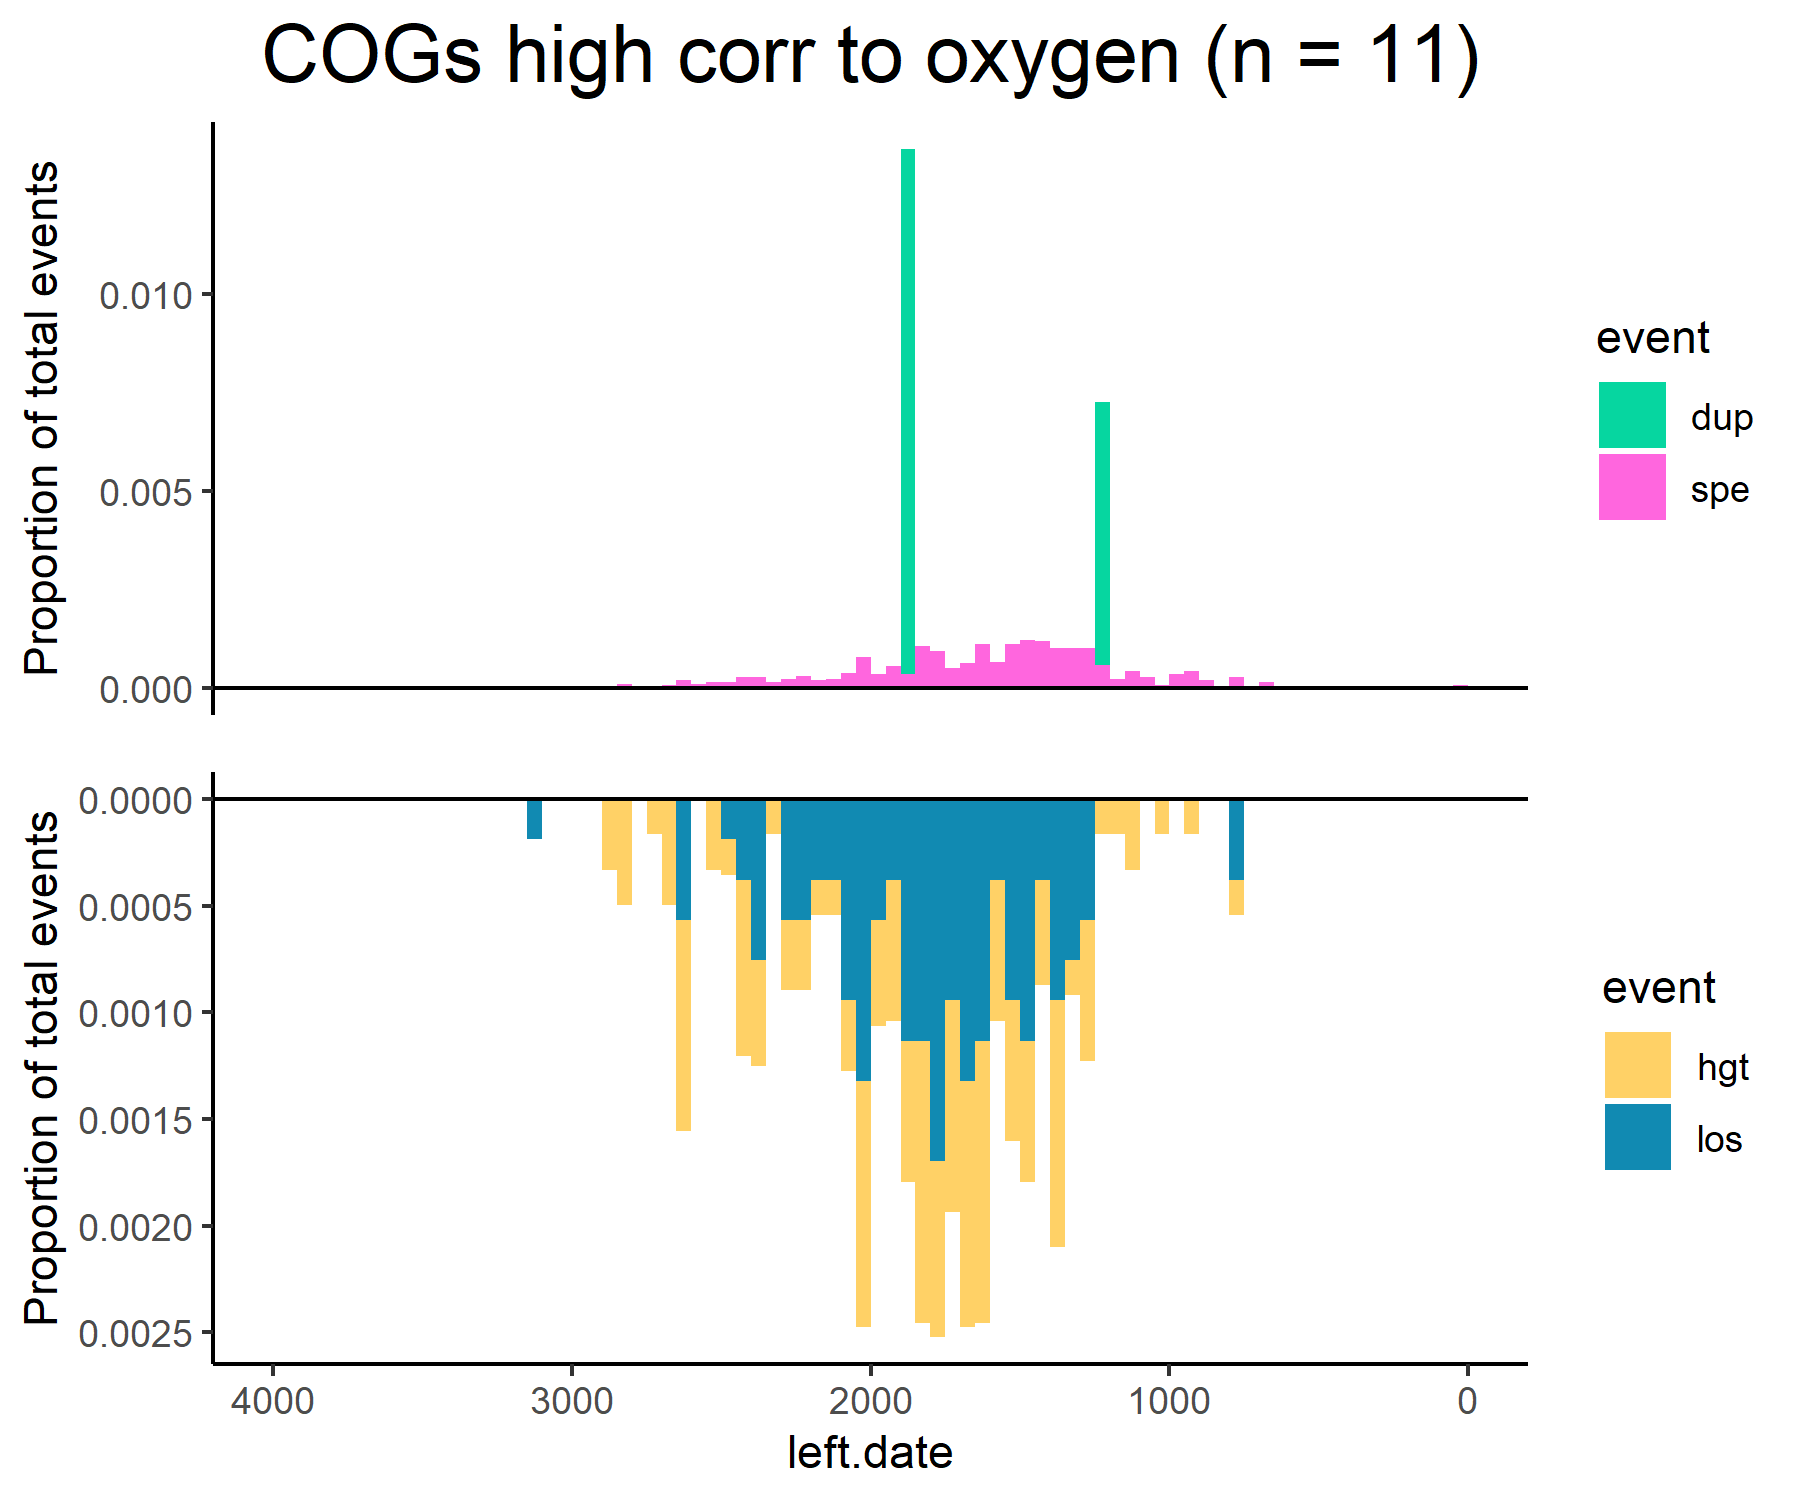 COGs high corr to oxygen (n = 11)
Proportion of total events
0.010
0.005
0.000
event
dup
spe
Proportion of total events
0.0000
0.0005
0.0010
0.0015
0.0020
0.0025
event
hgt
los
4000 3000 2000 1000 0
left.date